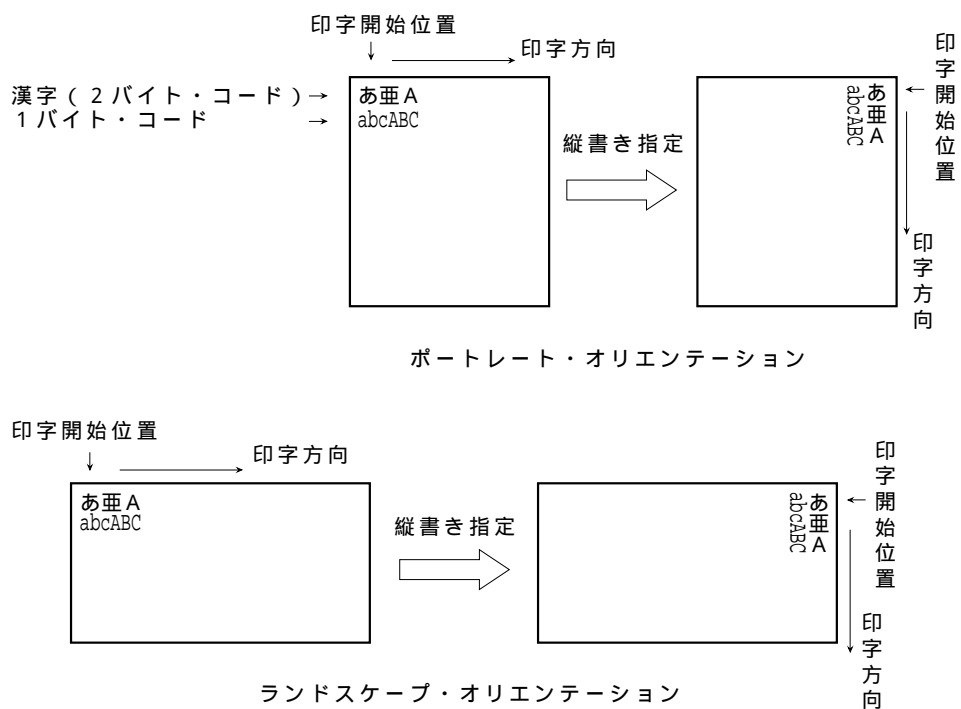 印字開始位置
印字方向
漢字(2バイト・コード)→
1バイト・コード →
あ亜A
abcABC
縦書き指定
あ亜A
abcABC
印字開始位置
印字方向
ポートレート・オリエンテーション
印字開始位置
印字方向
あ亜A
abcABC
縦書き指定
あ亜A
abcABC
印字開始位置
印字方向
ランドスケープ・オリエンテーション